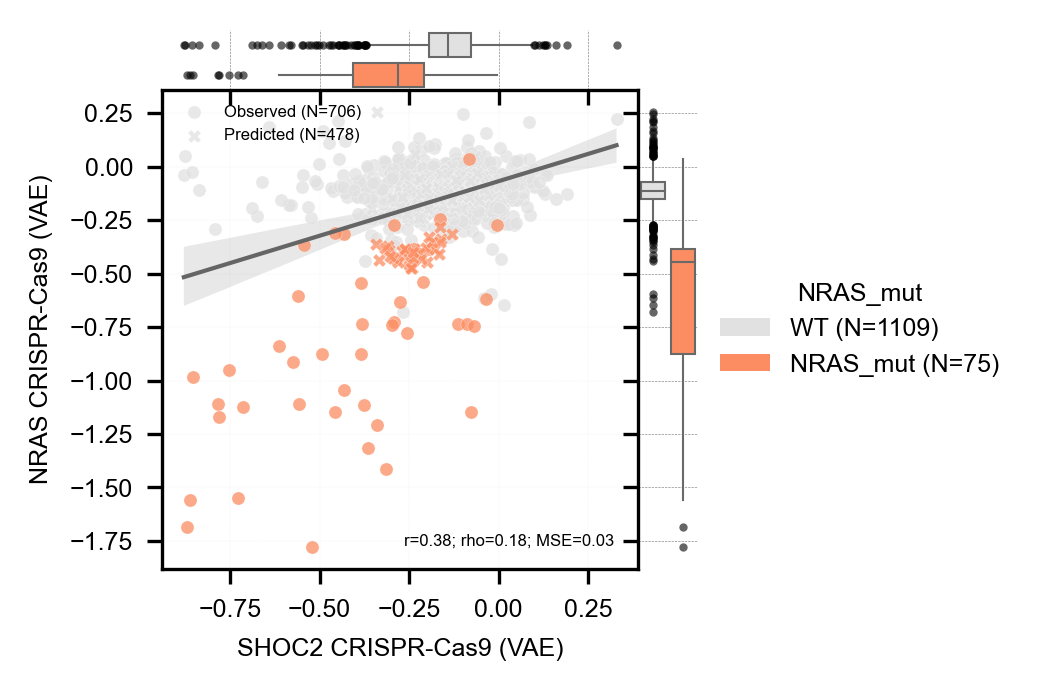 Observed (N=706)
Predicted (N=478)
0.25
0.00
−0.25
−0.50
−0.75
−1.00
−1.25
−1.50
−1.75
NRAS CRISPR-Cas9 (VAE)
r=0.38; rho=0.18; MSE=0.03
−0.75 −0.50 −0.25 0.00 0.25
SHOC2 CRISPR-Cas9 (VAE)
NRAS_mut
WT (N=1109)
NRAS_mut (N=75)